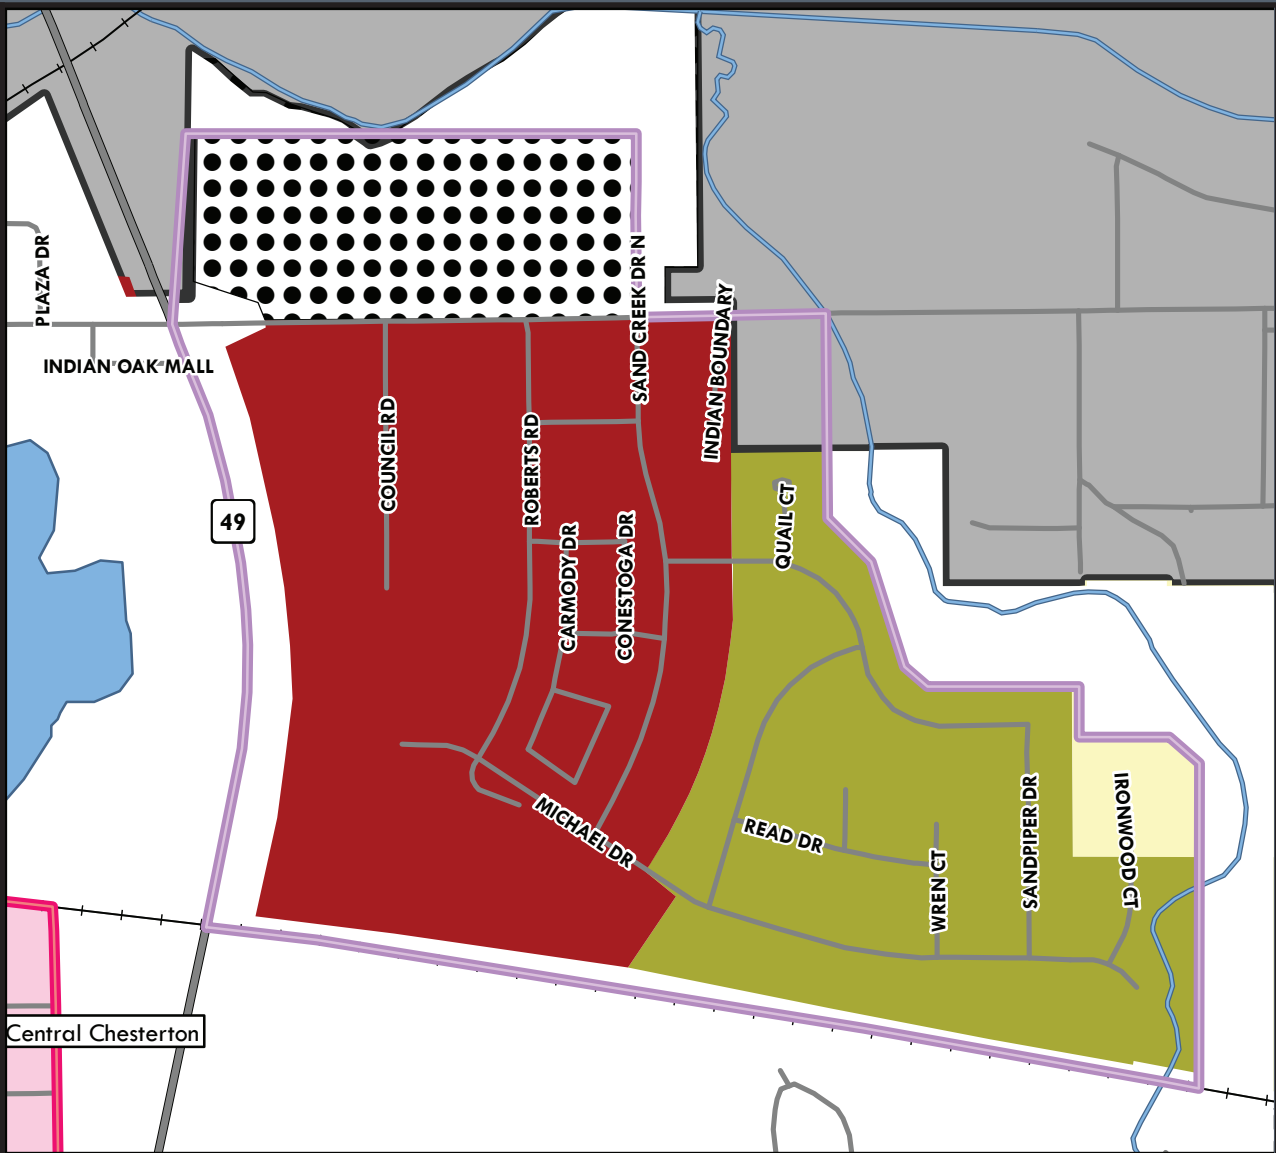 PLAZA DR
SAND CREEK DR N
INDIAN BOUNDARY
INDIAN OAK MALL
COUNCIL RD
ROBERTS RD
49
QUAIL CT
CARMODY DR
CONESTOGA DR
MICHAEL DR
READ DR
WREN CT
SANDPIPER DR
IRONWOOD CT
Central Chesterton